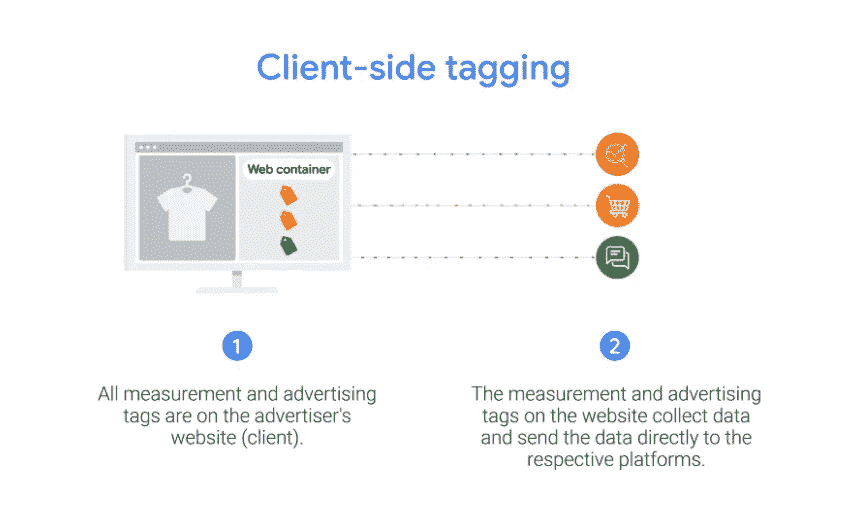 Client-side tagging
Web container
1
All measurement and advertising
tags are on the advertiser's
website (client).
2
The measurement and advertising
tags on the website collect data
and send the data directly to the
respective platforms.